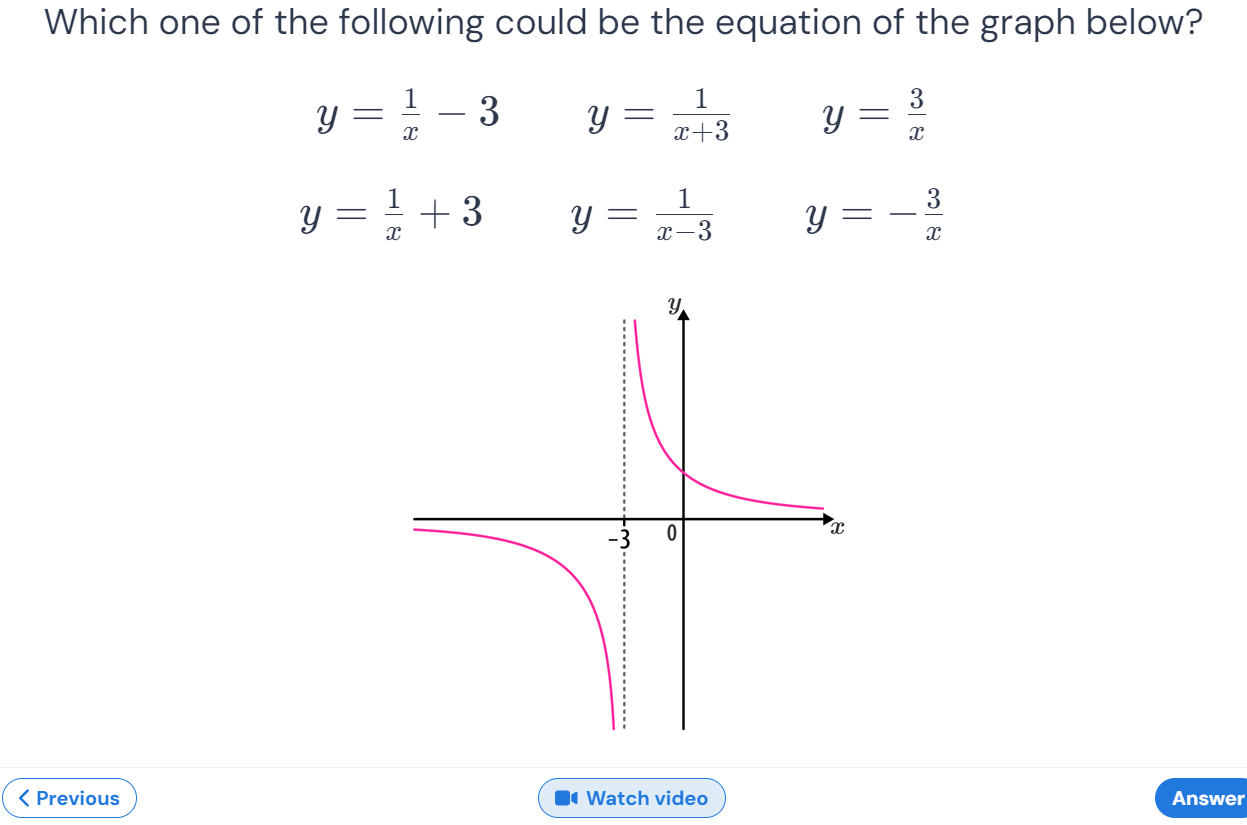 Which one of the following could be the equation of the graph below?
y = 1/x − 3 y = 1/(x+3) y = 3/x
y = 1/x + 3 y = 1/(x−3) y = −3/x
y
x
−3 0
Previous Watch video Answer